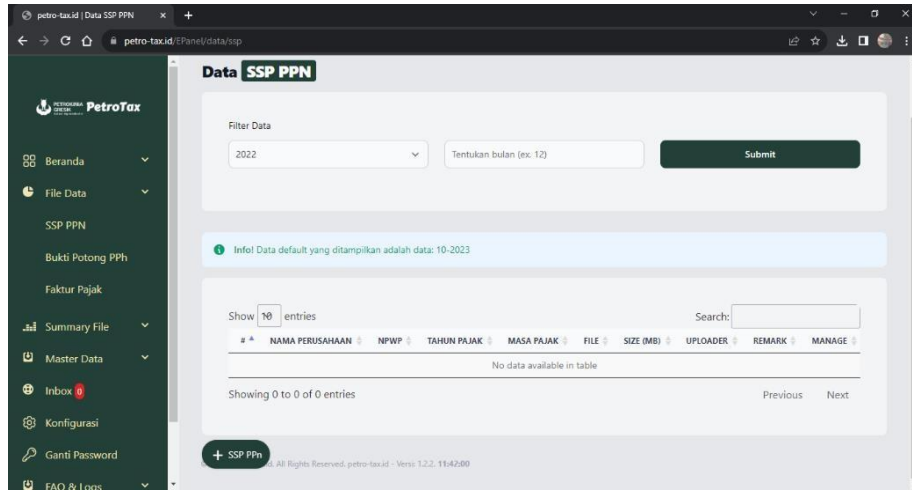 petro-tax.id | Data SSP PPN
petro-tax.id/EPanel/data/ssp
PETROKIMIA GRESIK PetroTax
Beranda
File Data
SSP PPN
Bukti Potong PPh
Faktur Pajak
Summary File
Master Data
Inbox 0
Konfigurasi
Ganti Password
FAQ & Logs
Data SSP PPN
Filter Data
2022 Tentukan bulan (ex. 12) Submit
Info! Data default yang ditampilkan adalah data: 10-2023
Show 10 entries Search:
# NAMA PERUSAHAAN NPWP TAHUN PAJAK MASA PAJAK FILE SIZE (MB) UPLOADER REMARK MANAGE
No data available in table
Showing 0 to 0 of 0 entries Previous Next
+ SSP PPn
All Rights Reserved. petro-tax.id - Versi: 1.2.2. 11:42:00